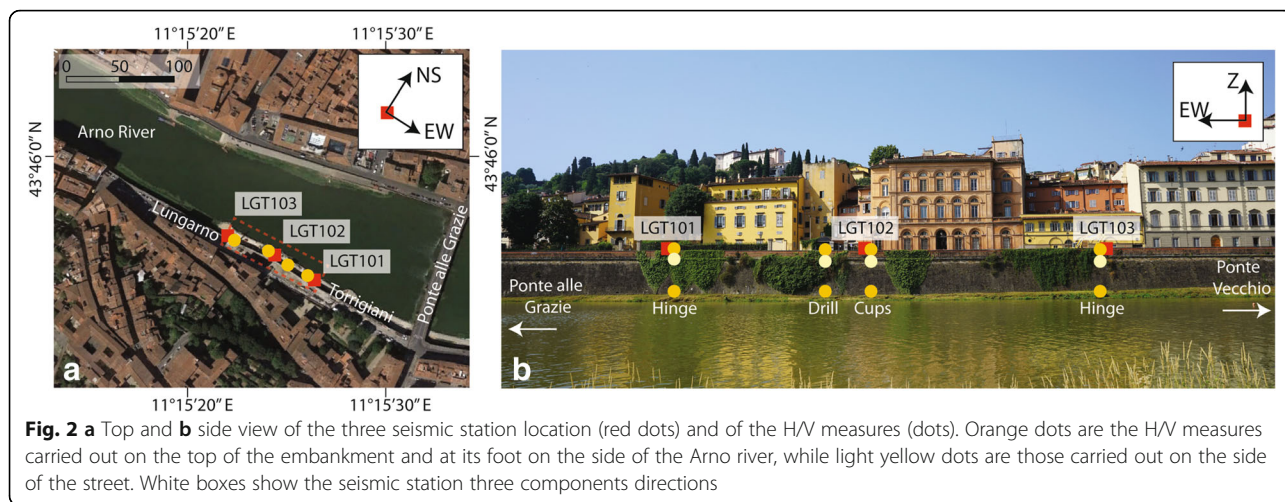 11°15'20" E
11°15'30" E
0 50 100
NS
EW
Arno River
43°46'0" N
43°46'0" N
LGT103
LGT102
LGT101
Lungarno
Torrigiani
Ponte alle Grazie
a
11°15'20" E
11°15'30" E
Z
EW
LGT101
LGT102
LGT103
Ponte alle
Grazie
Hinge
Drill
Cups
Hinge
Ponte
Vecchio
b
Fig. 2 a Top and b side view of the three seismic station location (red dots) and of the H/V measures (dots). Orange dots are the H/V measures
carried out on the top of the embankment and at its foot on the side of the Arno river, while light yellow dots are those carried out on the side
of the street. White boxes show the seismic station three components directions